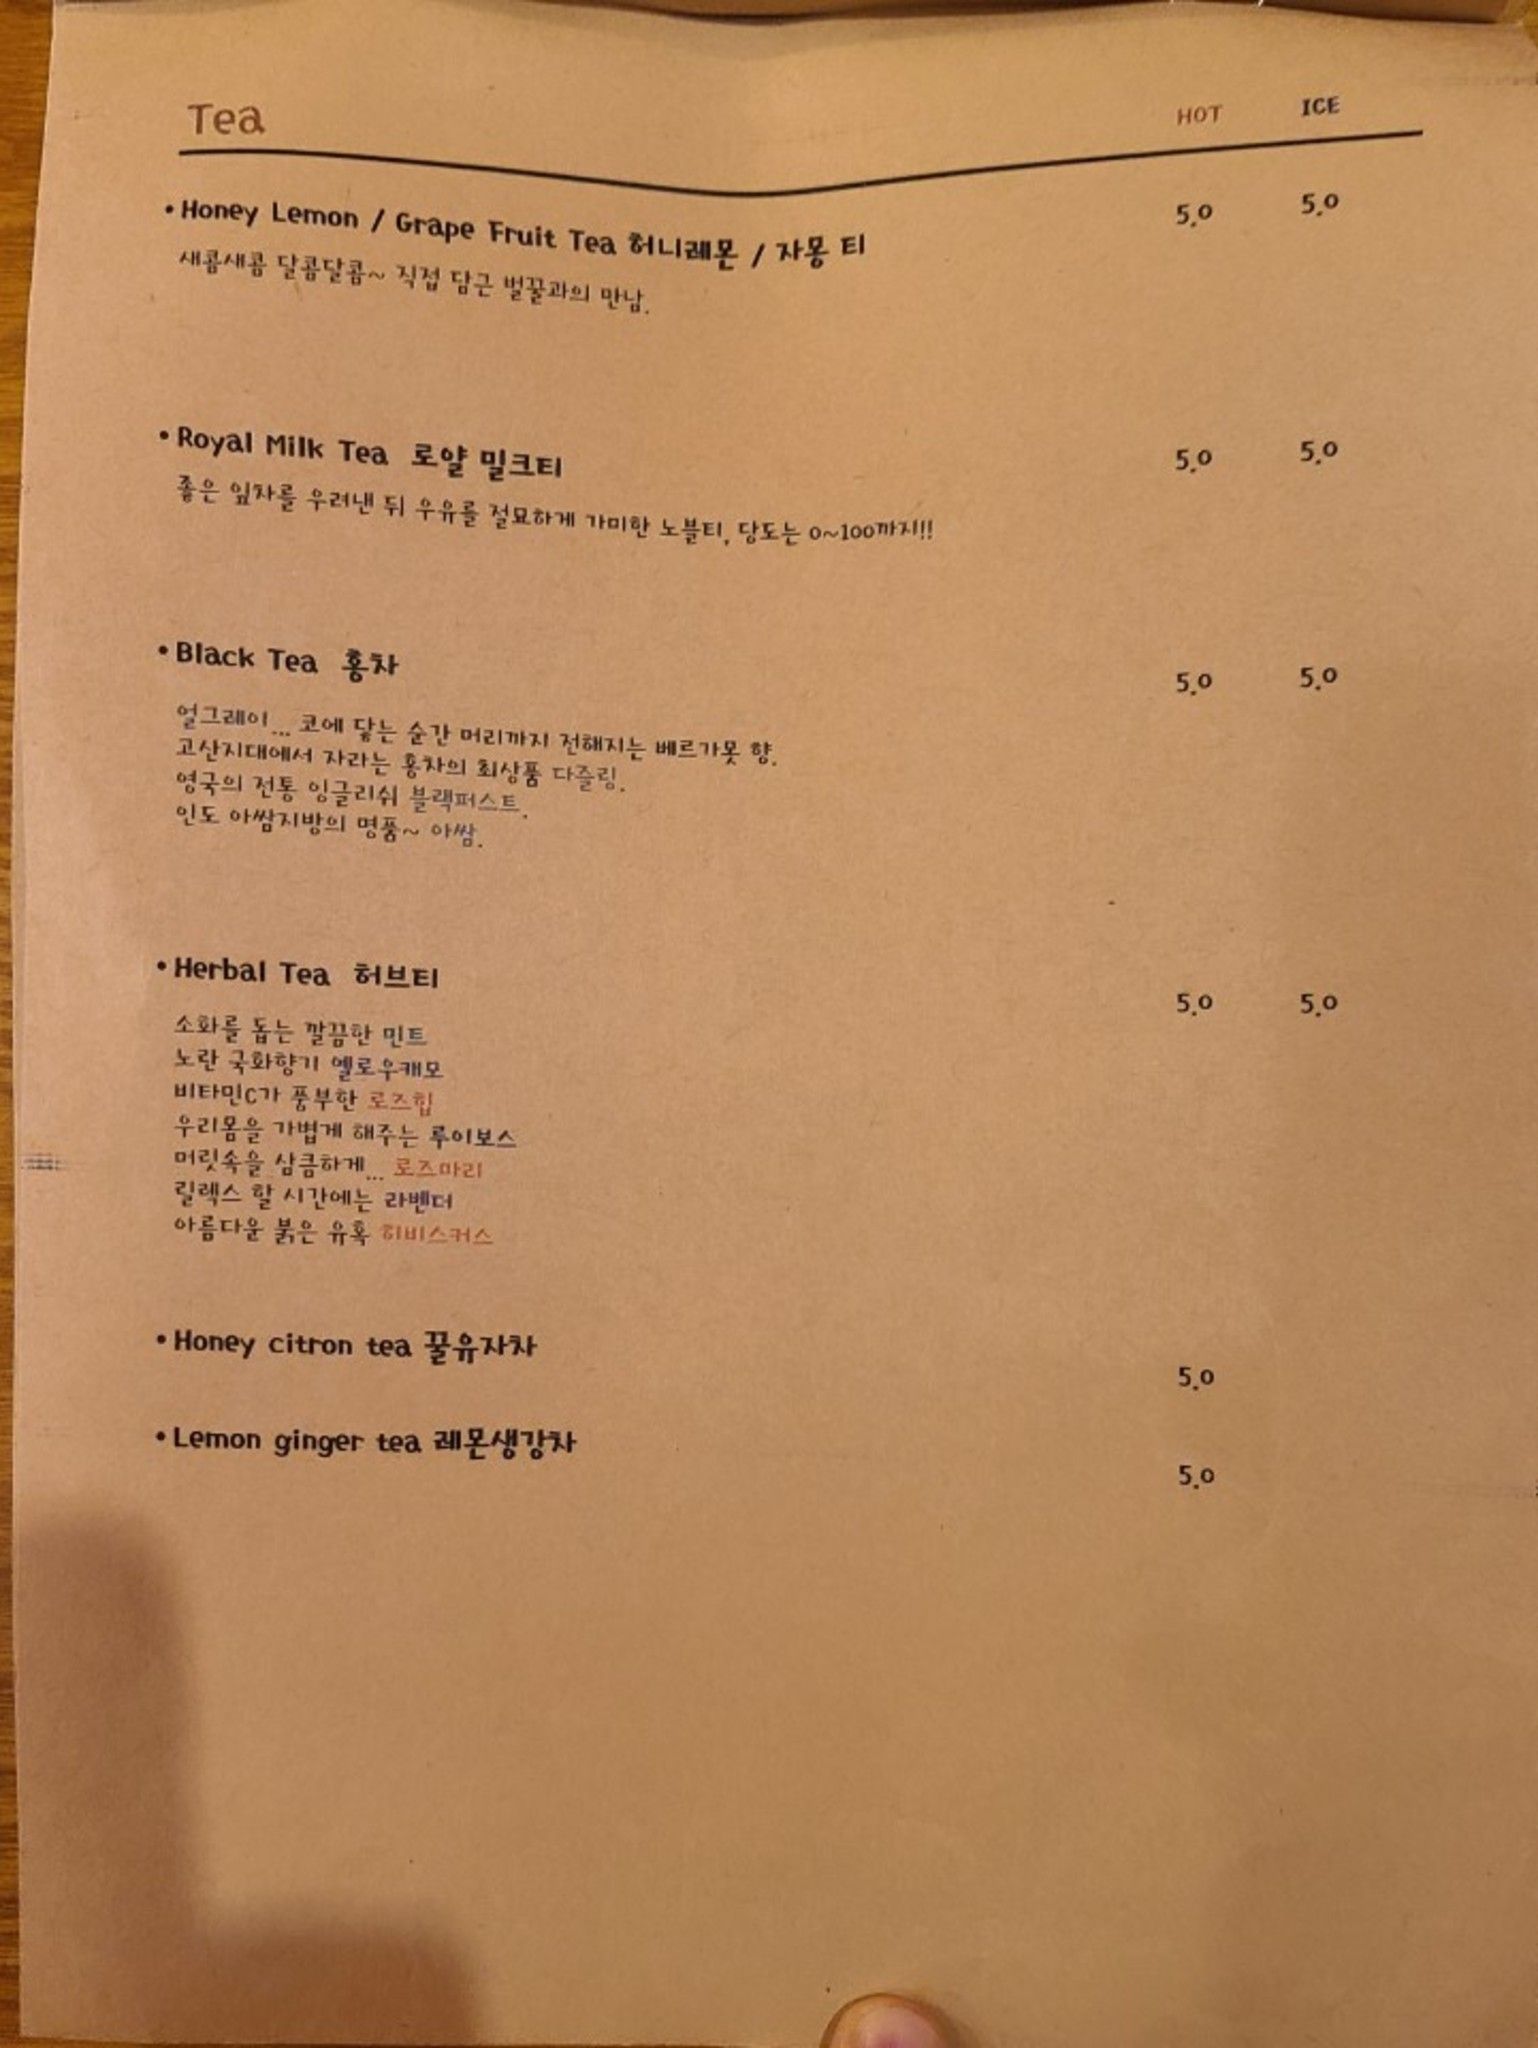 Tea HOT ICE
• Honey Lemon / Grape Fruit Tea 허니레몬 / 자몽 티 5.0 5.0
새콤새콤 달콤달콤~ 직접 담근 벌꿀과의 만남.
• Royal Milk Tea 로얄 밀크티 5.0 5.0
좋은 잎차를 우려낸 뒤 우유를 절묘하게 가미한 노블티, 당도는 0~100까지!!
• Black Tea 홍차 5.0 5.0
얼그레이... 코에 닿는 순간 머리까지 전해지는 베르가못 향.
고산지대에서 자라는 홍차의 최상품 다즐링.
영국의 전통 잉글리쉬 블랙퍼스트.
인도 아쌈지방의 명품~ 아쌈.
• Herbal Tea 허브티 5.0 5.0
소화를 돕는 깔끔한 민트
노란 국화향기 옐로우캐모
비타민C가 풍부한 로즈힙
우리몸을 가볍게 해주는 루이보스
머릿속을 상큼하게... 로즈마리
릴렉스 할 시간에는 라벤더
아름다운 붉은 유혹 히비스커스
• Honey citron tea 꿀유자차 5.0
• Lemon ginger tea 레몬생강차 5.0